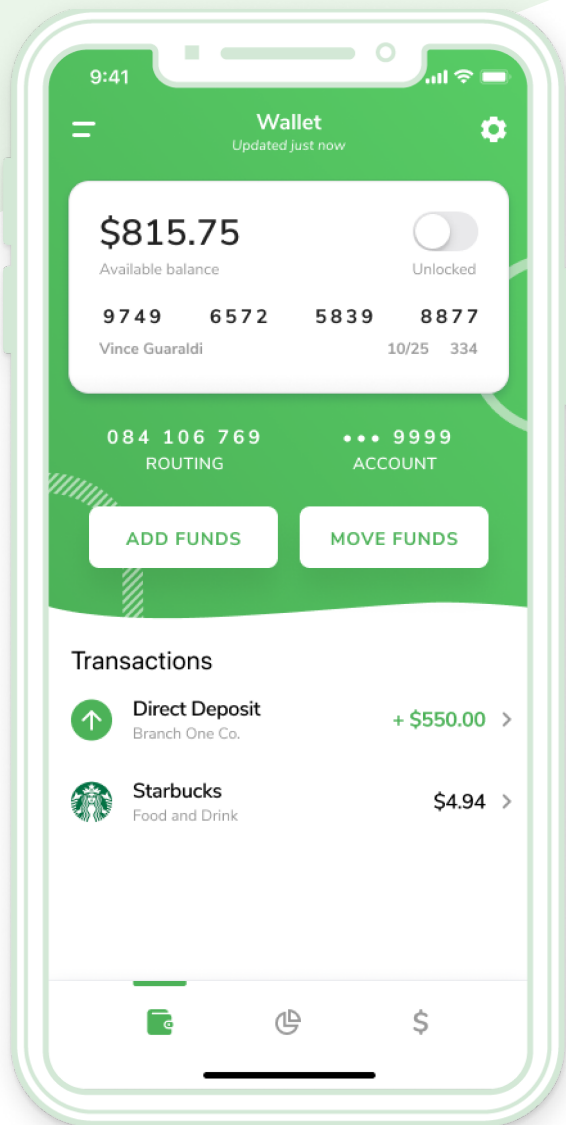 9:41
Wallet
Updated just now
$815.75
Available balance
Unlocked
9749 6572 5839 8877
Vince Guaraldi 10/25 334
084 106 769 ••• 9999
ROUTING ACCOUNT
ADD FUNDS MOVE FUNDS
Transactions
Direct Deposit
Branch One Co.
+ $550.00
Starbucks
Food and Drink
$4.94